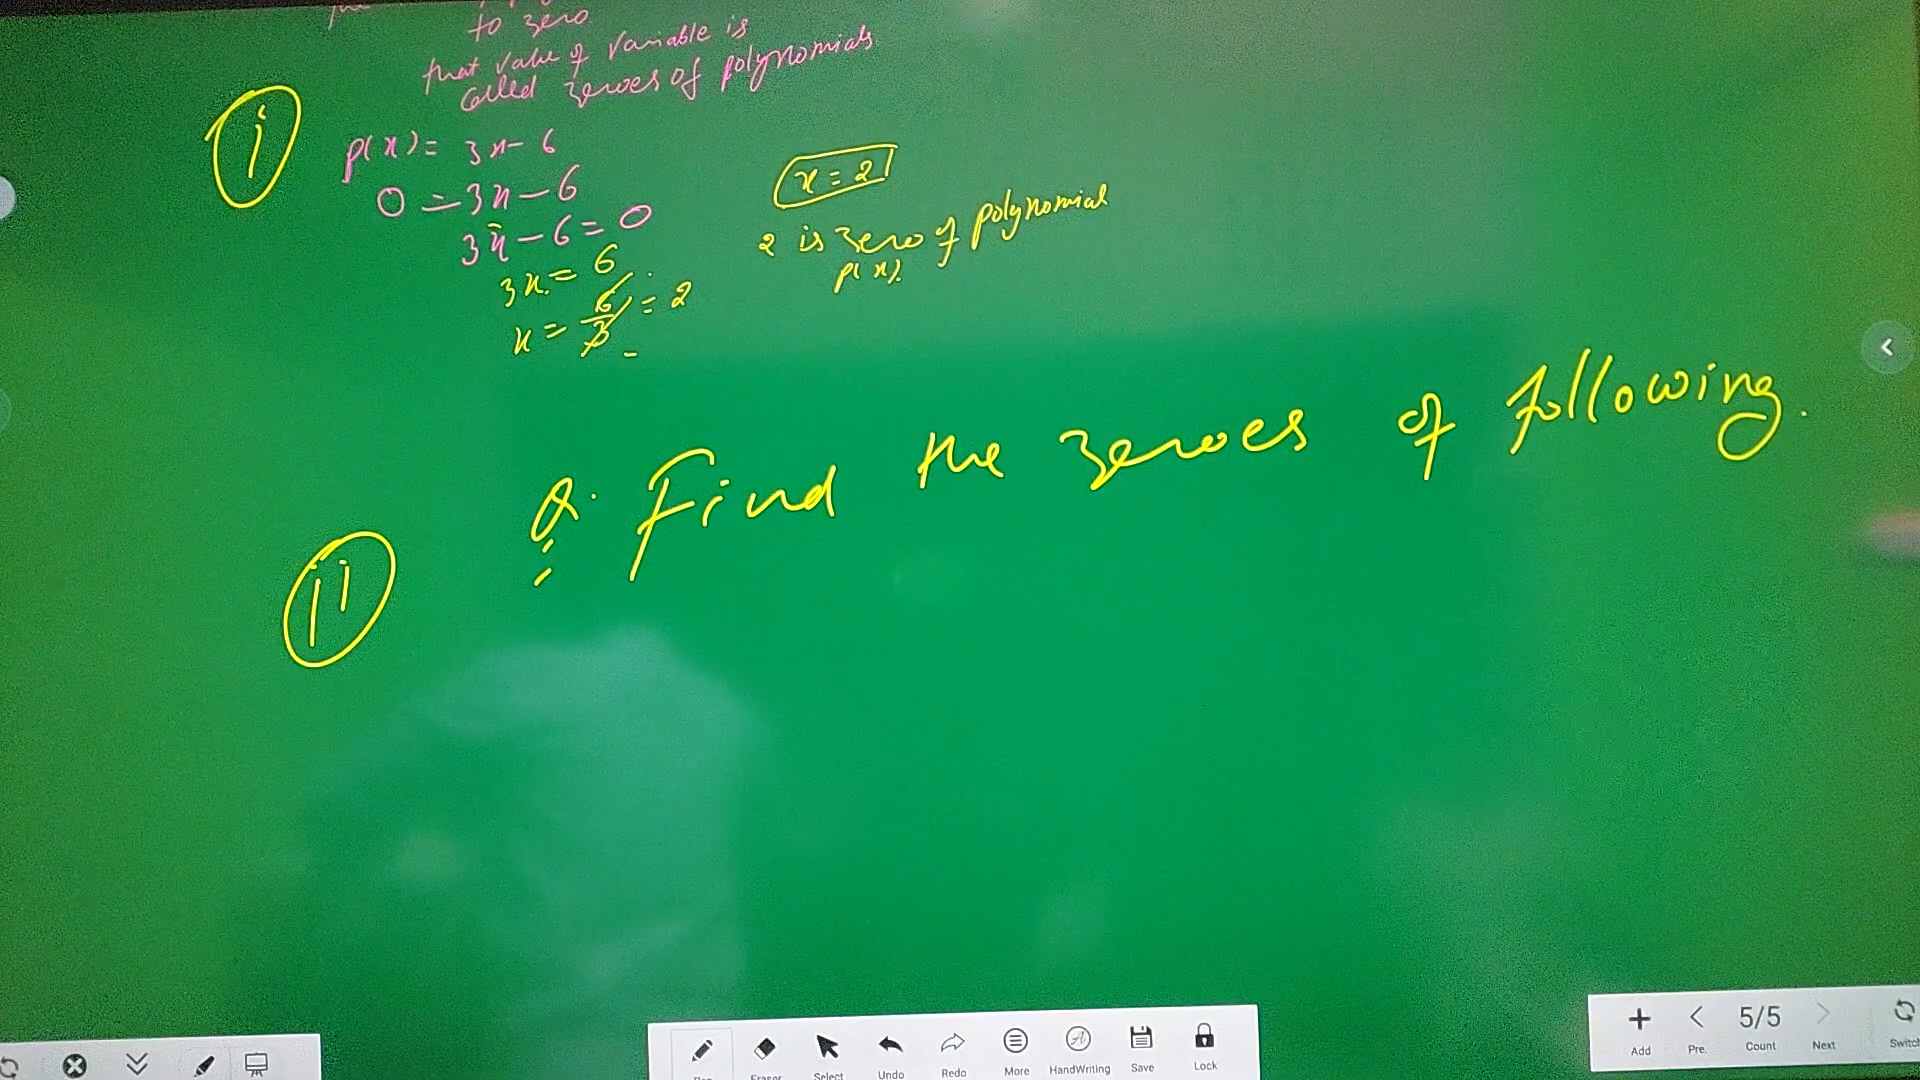 to zero.
that value of variable is
called zeroes of polynomials
i
p(x) = 3x - 6
0 = 3x - 6
3x - 6 = 0
3x = 6
x = 6/3 = 2
x = 2
2 is zero of polynomial
p(x).
Q. Find the zeroes of following.
ii
Pen
Eraser
Select
Undo
Redo
More
HandWriting
Save
Lock
Add
Pre.
5/5
Count
Next